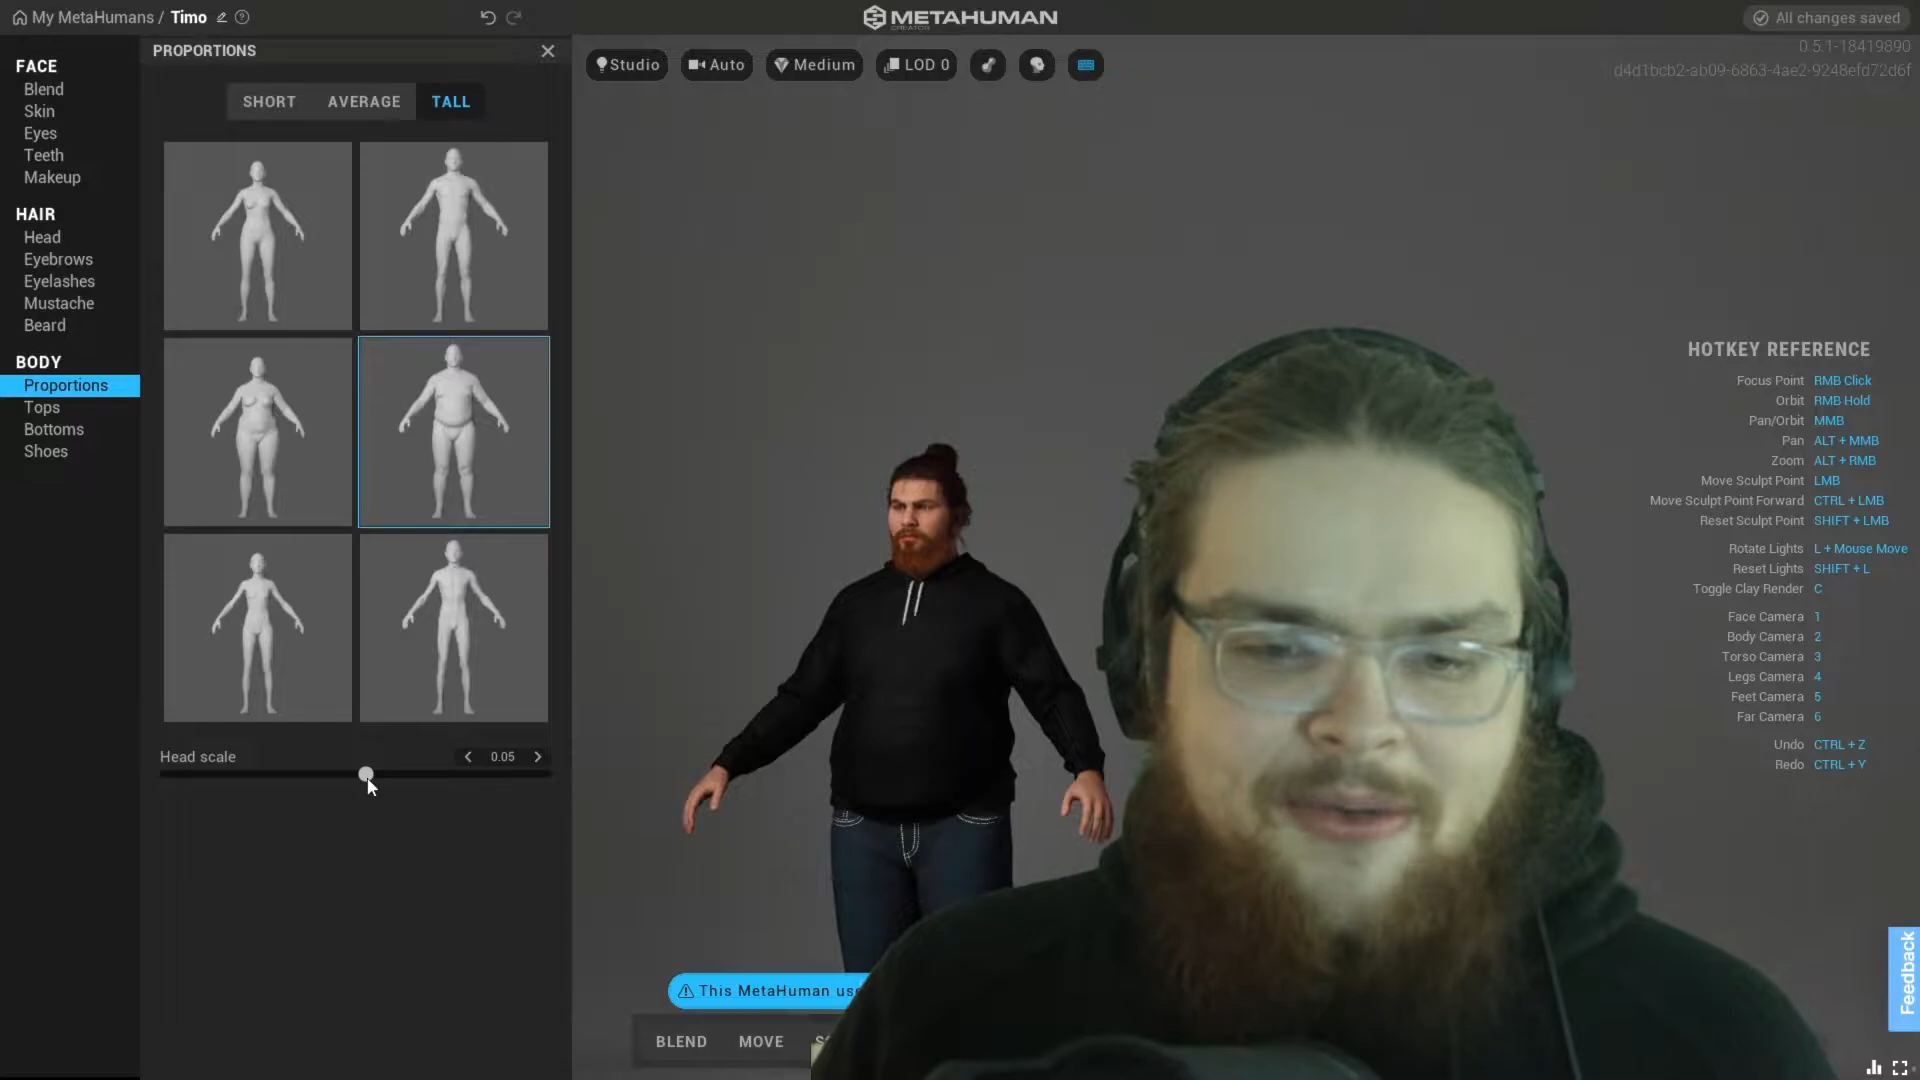 My MetaHumans / Timo
METAHUMAN
CREATOR
All changes saved
0.5.1-18419890
d4d1bcb2-ab09-6863-4ae2-9248efd72d6f
FACE
Blend
Skin
Eyes
Teeth
Makeup
HAIR
Head
Eyebrows
Eyelashes
Mustache
Beard
BODY
Proportions
Tops
Bottoms
Shoes
PROPORTIONS
SHORT AVERAGE TALL
Head scale 0.05
Studio Auto Medium LOD 0
HOTKEY REFERENCE
Focus Point RMB Click
Orbit RMB Hold
Pan/Orbit MMB
Pan ALT + MMB
Zoom ALT + RMB
Move Sculpt Point LMB
Move Sculpt Point Forward CTRL + LMB
Reset Sculpt Point SHIFT + LMB
Rotate Lights L + Mouse Move
Reset Lights SHIFT + L
Toggle Clay Render C
Face Camera 1
Body Camera 2
Torso Camera 3
Legs Camera 4
Feet Camera 5
Far Camera 6
Undo CTRL + Z
Redo CTRL + Y
Feedback
This MetaHuman
BLEND MOVE